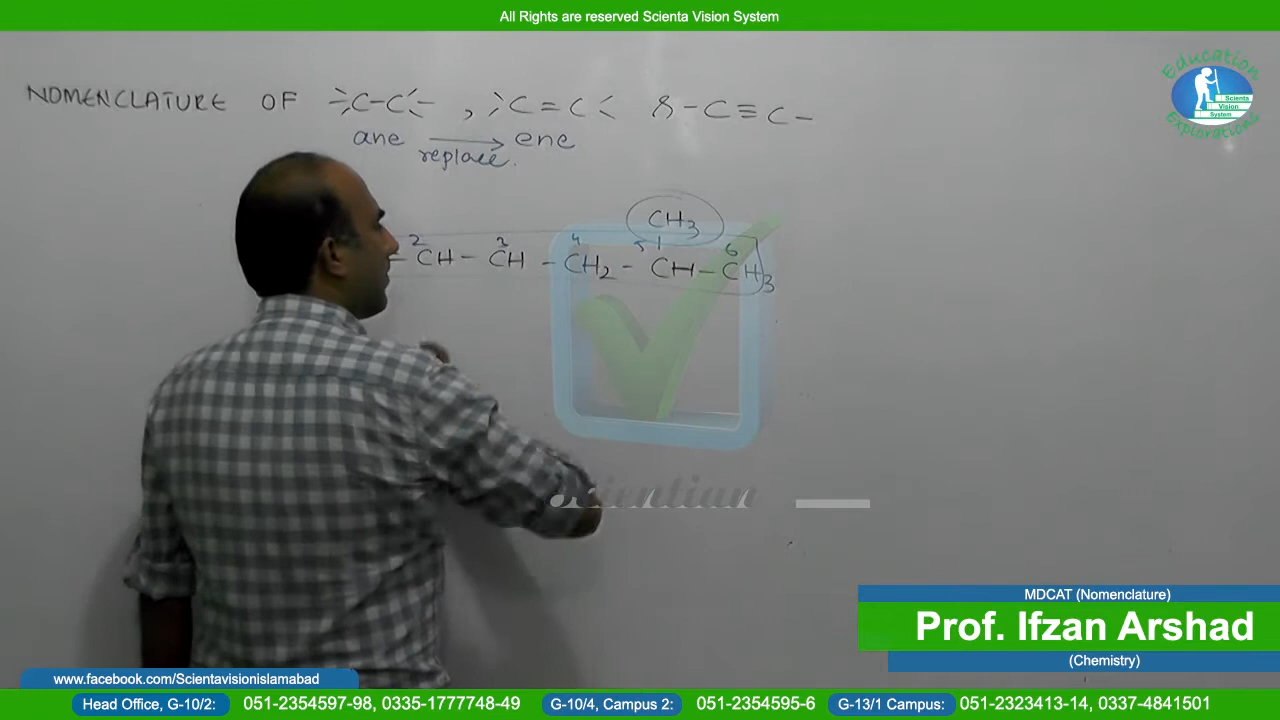 All Rights are reserved Scienta Vision System
Education
Scienta
Vision
System
Explorations
NOMENCLATURE OF -C-C-, >C=C< & -C≡C-
ane → ene
replace.
CH3
2 3 4 5 6
- CH - CH - CH2 - CH - CH3
Scientian
MDCAT (Nomenclature)
Prof. Ifzan Arshad
(Chemistry)
www.facebook.com/Scientavisionislamabad
Head Office, G-10/2: 051-2354597-98, 0335-1777748-49 G-10/4, Campus 2: 051-2354595-6 G-13/1 Campus: 051-2323413-14, 0337-4841501